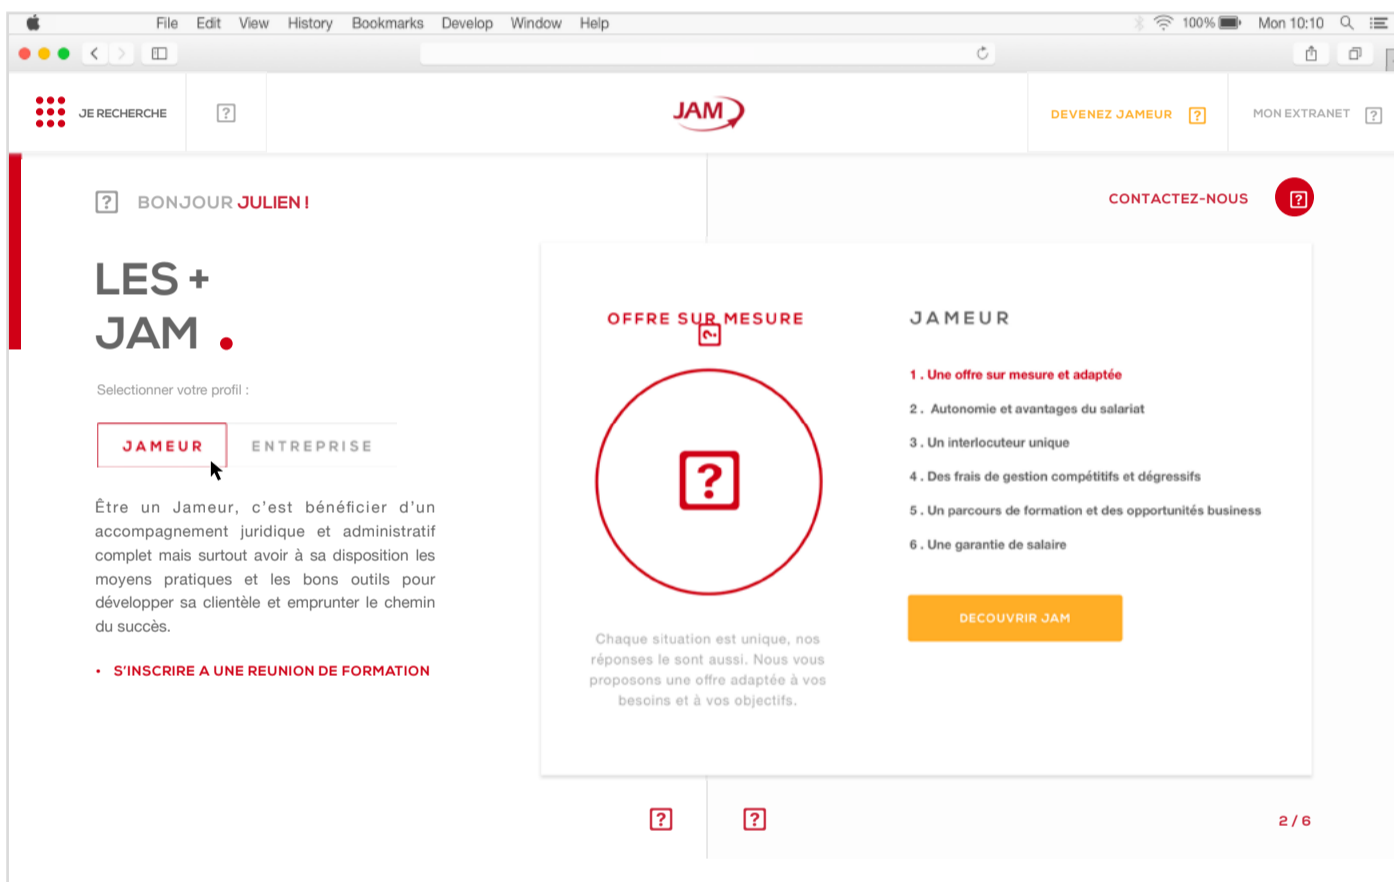 File Edit View History Bookmarks Develop Window Help
100% Mon 10:10
JE RECHERCHE
?
JAM
DEVENEZ JAMEUR ?
MON EXTRANET ?
? BONJOUR JULIEN !
CONTACTEZ-NOUS ?
LES +
JAM .
Selectionner votre profil :
JAMEUR ENTREPRISE
Être un Jameur, c'est bénéficier d'un
accompagnement juridique et administratif
complet mais surtout avoir à sa disposition les
moyens pratiques et les bons outils pour
développer sa clientèle et emprunter le chemin
du succès.
• S'INSCRIRE A UNE REUNION DE FORMATION
OFFRE SUR MESURE
?
?
Chaque situation est unique, nos
réponses le sont aussi. Nous vous
proposons une offre adaptée à vos
besoins et à vos objectifs.
JAMEUR
1 . Une offre sur mesure et adaptée
2 . Autonomie et avantages du salariat
3 . Un interlocuteur unique
4 . Des frais de gestion compétitifs et dégressifs
5 . Un parcours de formation et des opportunités business
6 . Une garantie de salaire
DECOUVRIR JAM
? ?
2 / 6